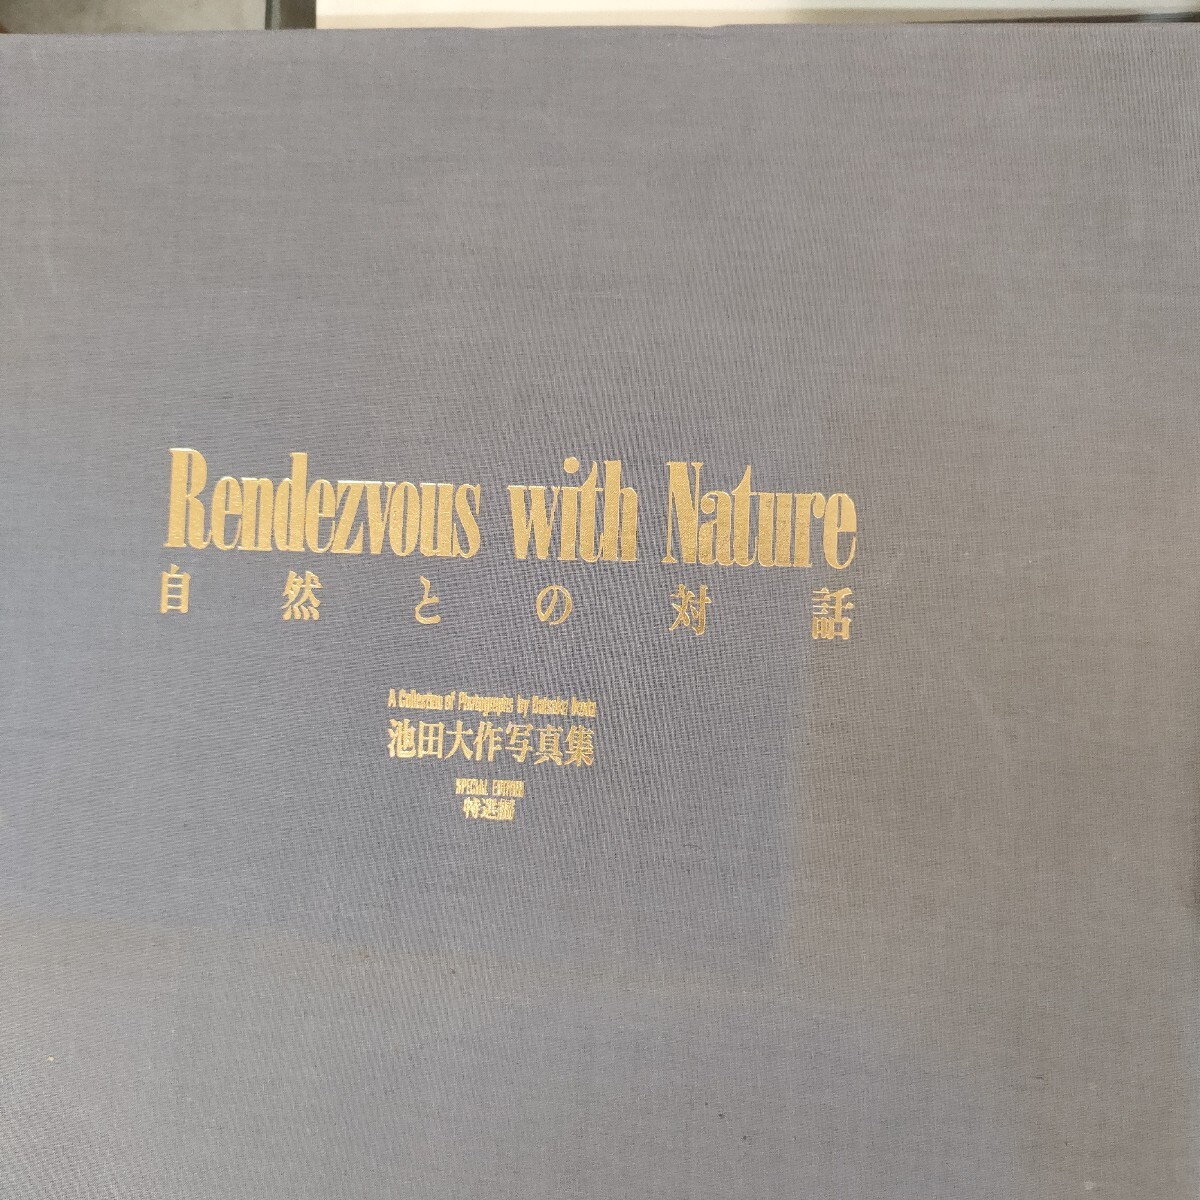 Rendezvous with Nature
自然との対話
A Collection of Photographs by Daisaku Ikeda
池田大作写真集
SPECIAL EDITION
特選編